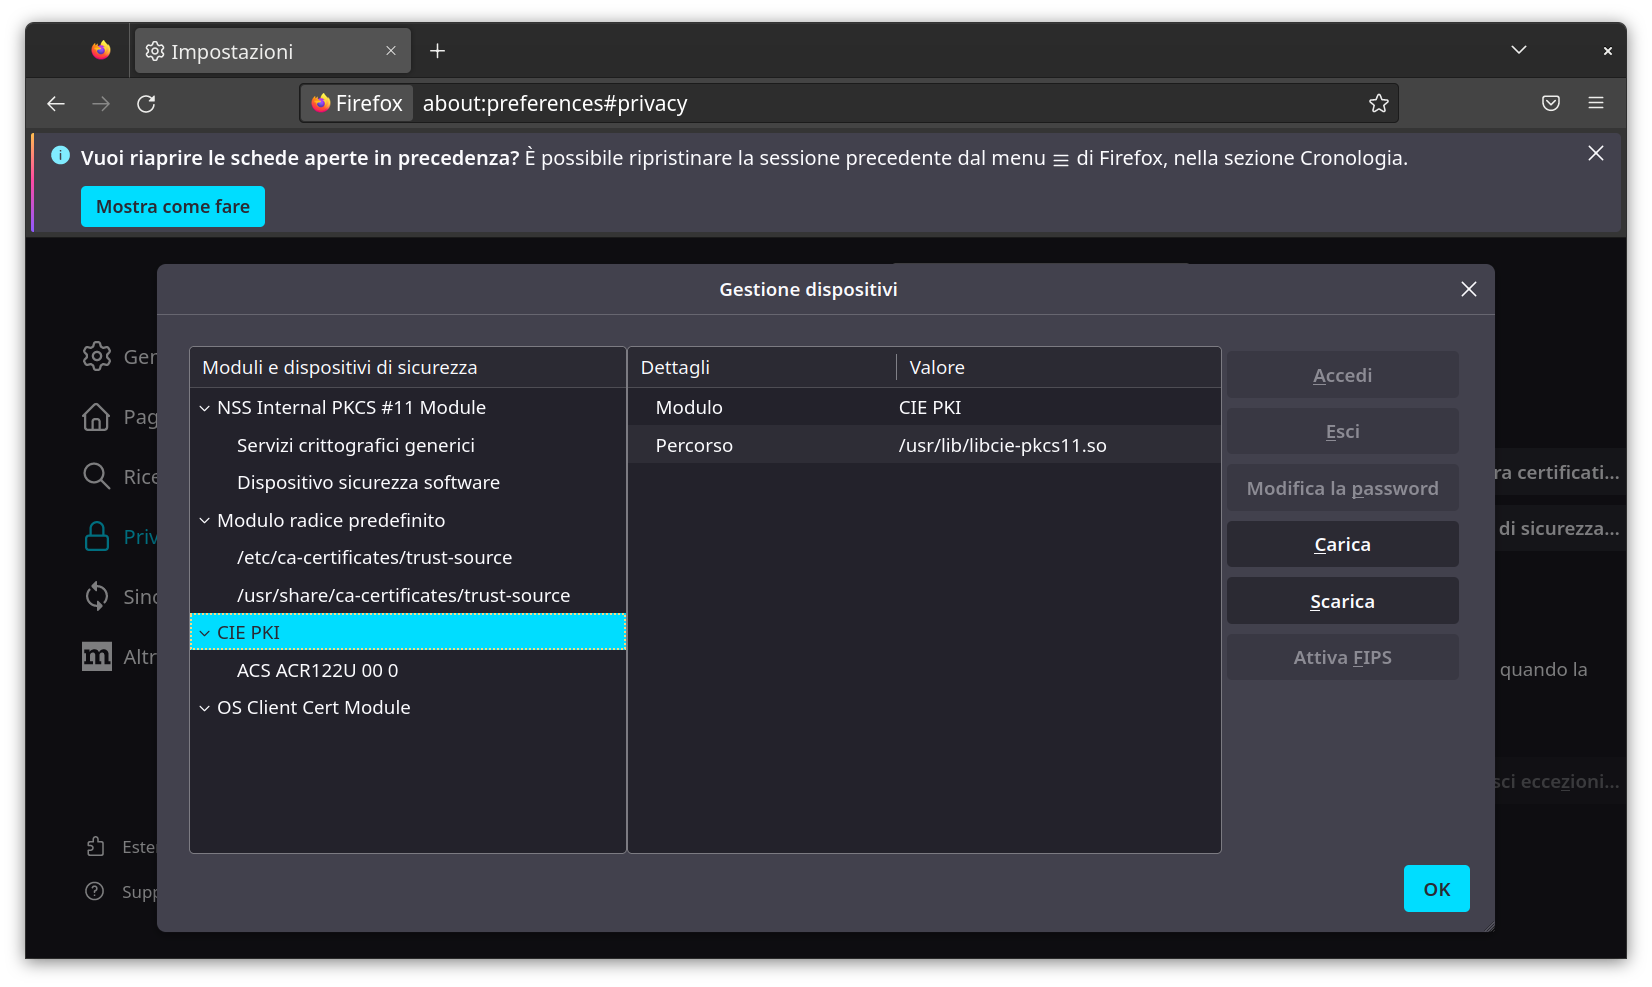 Impostazioni
Firefox about:preferences#privacy
Vuoi riaprire le schede aperte in precedenza? È possibile ripristinare la sessione precedente dal menu ☰ di Firefox, nella sezione Cronologia.
Mostra come fare
Gestione dispositivi
Moduli e dispositivi di sicurezza
NSS Internal PKCS #11 Module
Servizi crittografici generici
Dispositivo sicurezza software
Modulo radice predefinito
/etc/ca-certificates/trust-source
/usr/share/ca-certificates/trust-source
CIE PKI
ACS ACR122U 00 0
OS Client Cert Module
Dettagli Valore
Modulo CIE PKI
Percorso /usr/lib/libcie-pkcs11.so
Accedi
Esci
Modifica la password
Carica
Scarica
Attiva FIPS
OK
Ger
Pag
Rice
Priv
Sinc
Altr
Este
Supp
ra certificati...
di sicurezza...
quando la
sci eccezioni...